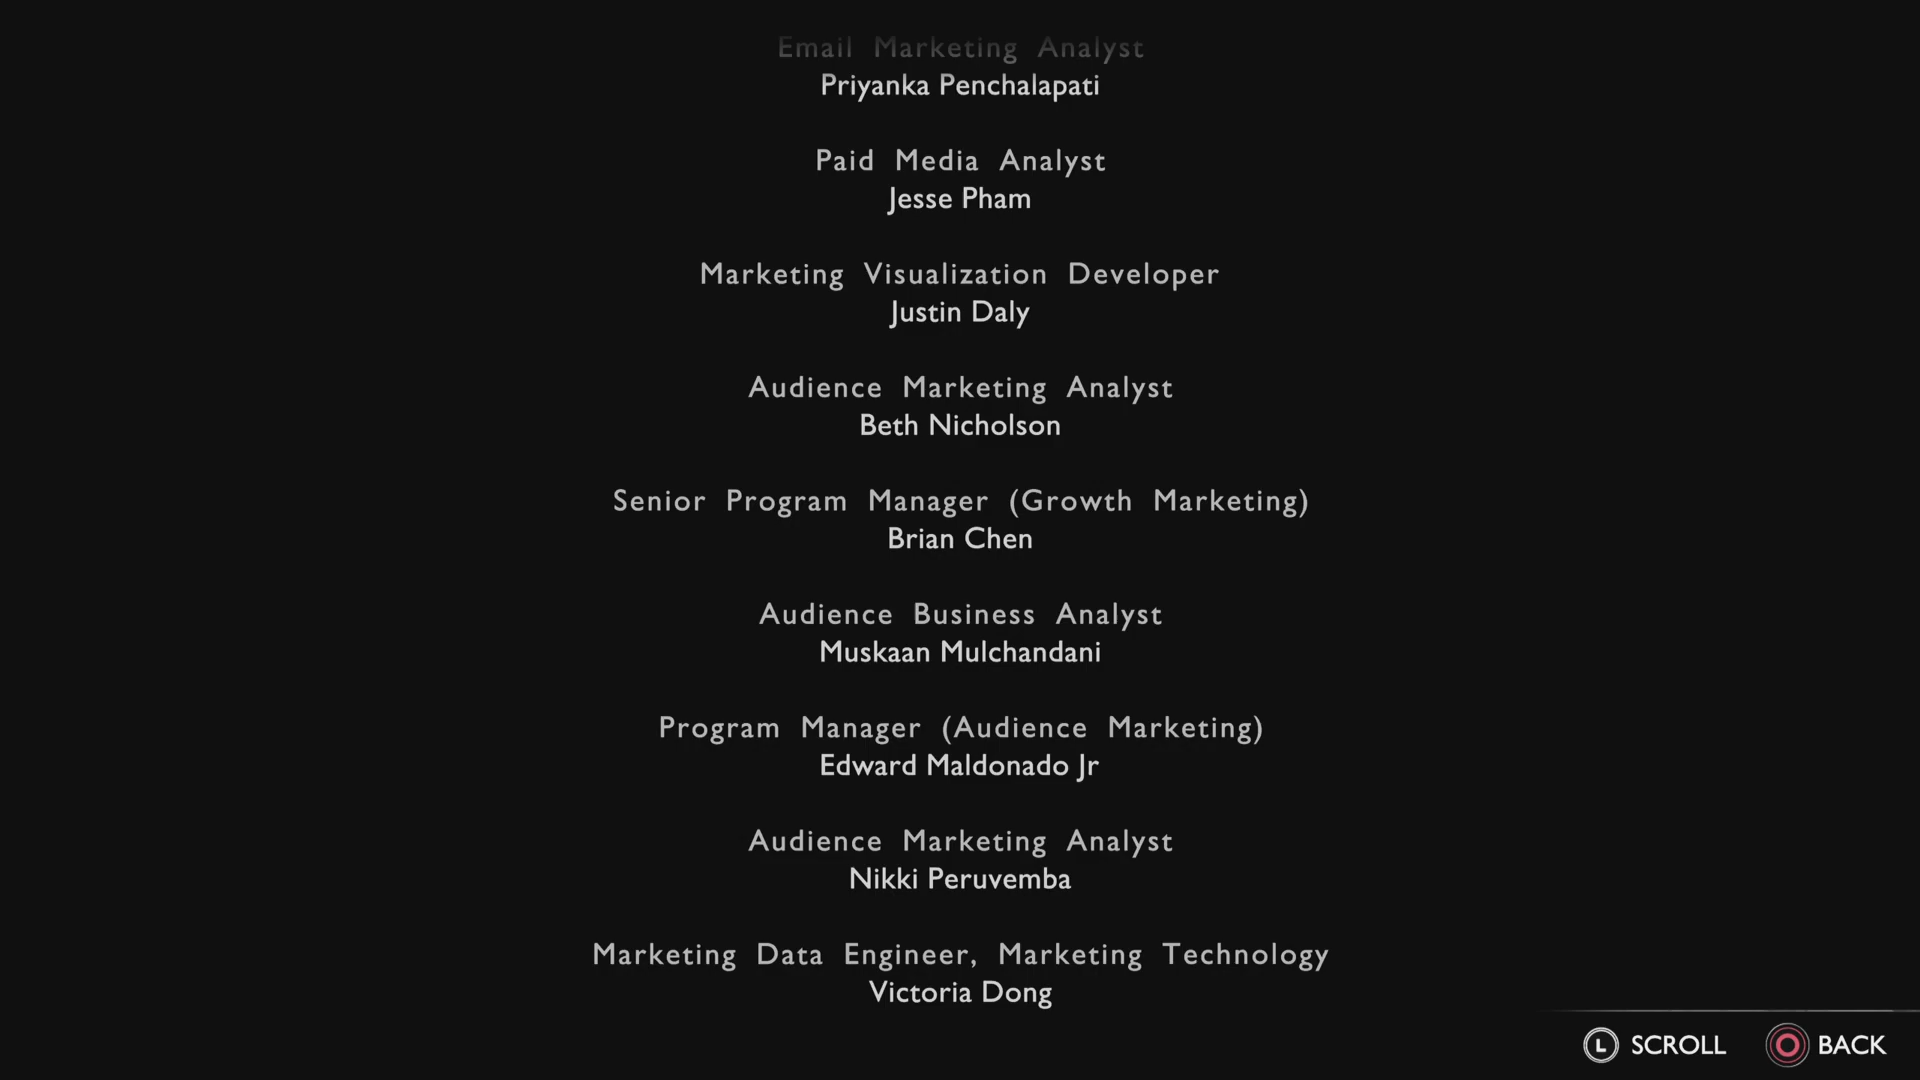 Email Marketing Analyst
Priyanka Penchalapati
Paid Media Analyst
Jesse Pham
Marketing Visualization Developer
Justin Daly
Audience Marketing Analyst
Beth Nicholson
Senior Program Manager (Growth Marketing)
Brian Chen
Audience Business Analyst
Muskaan Mulchandani
Program Manager (Audience Marketing)
Edward Maldonado Jr
Audience Marketing Analyst
Nikki Peruvemba
Marketing Data Engineer, Marketing Technology
Victoria Dong
L SCROLL BACK